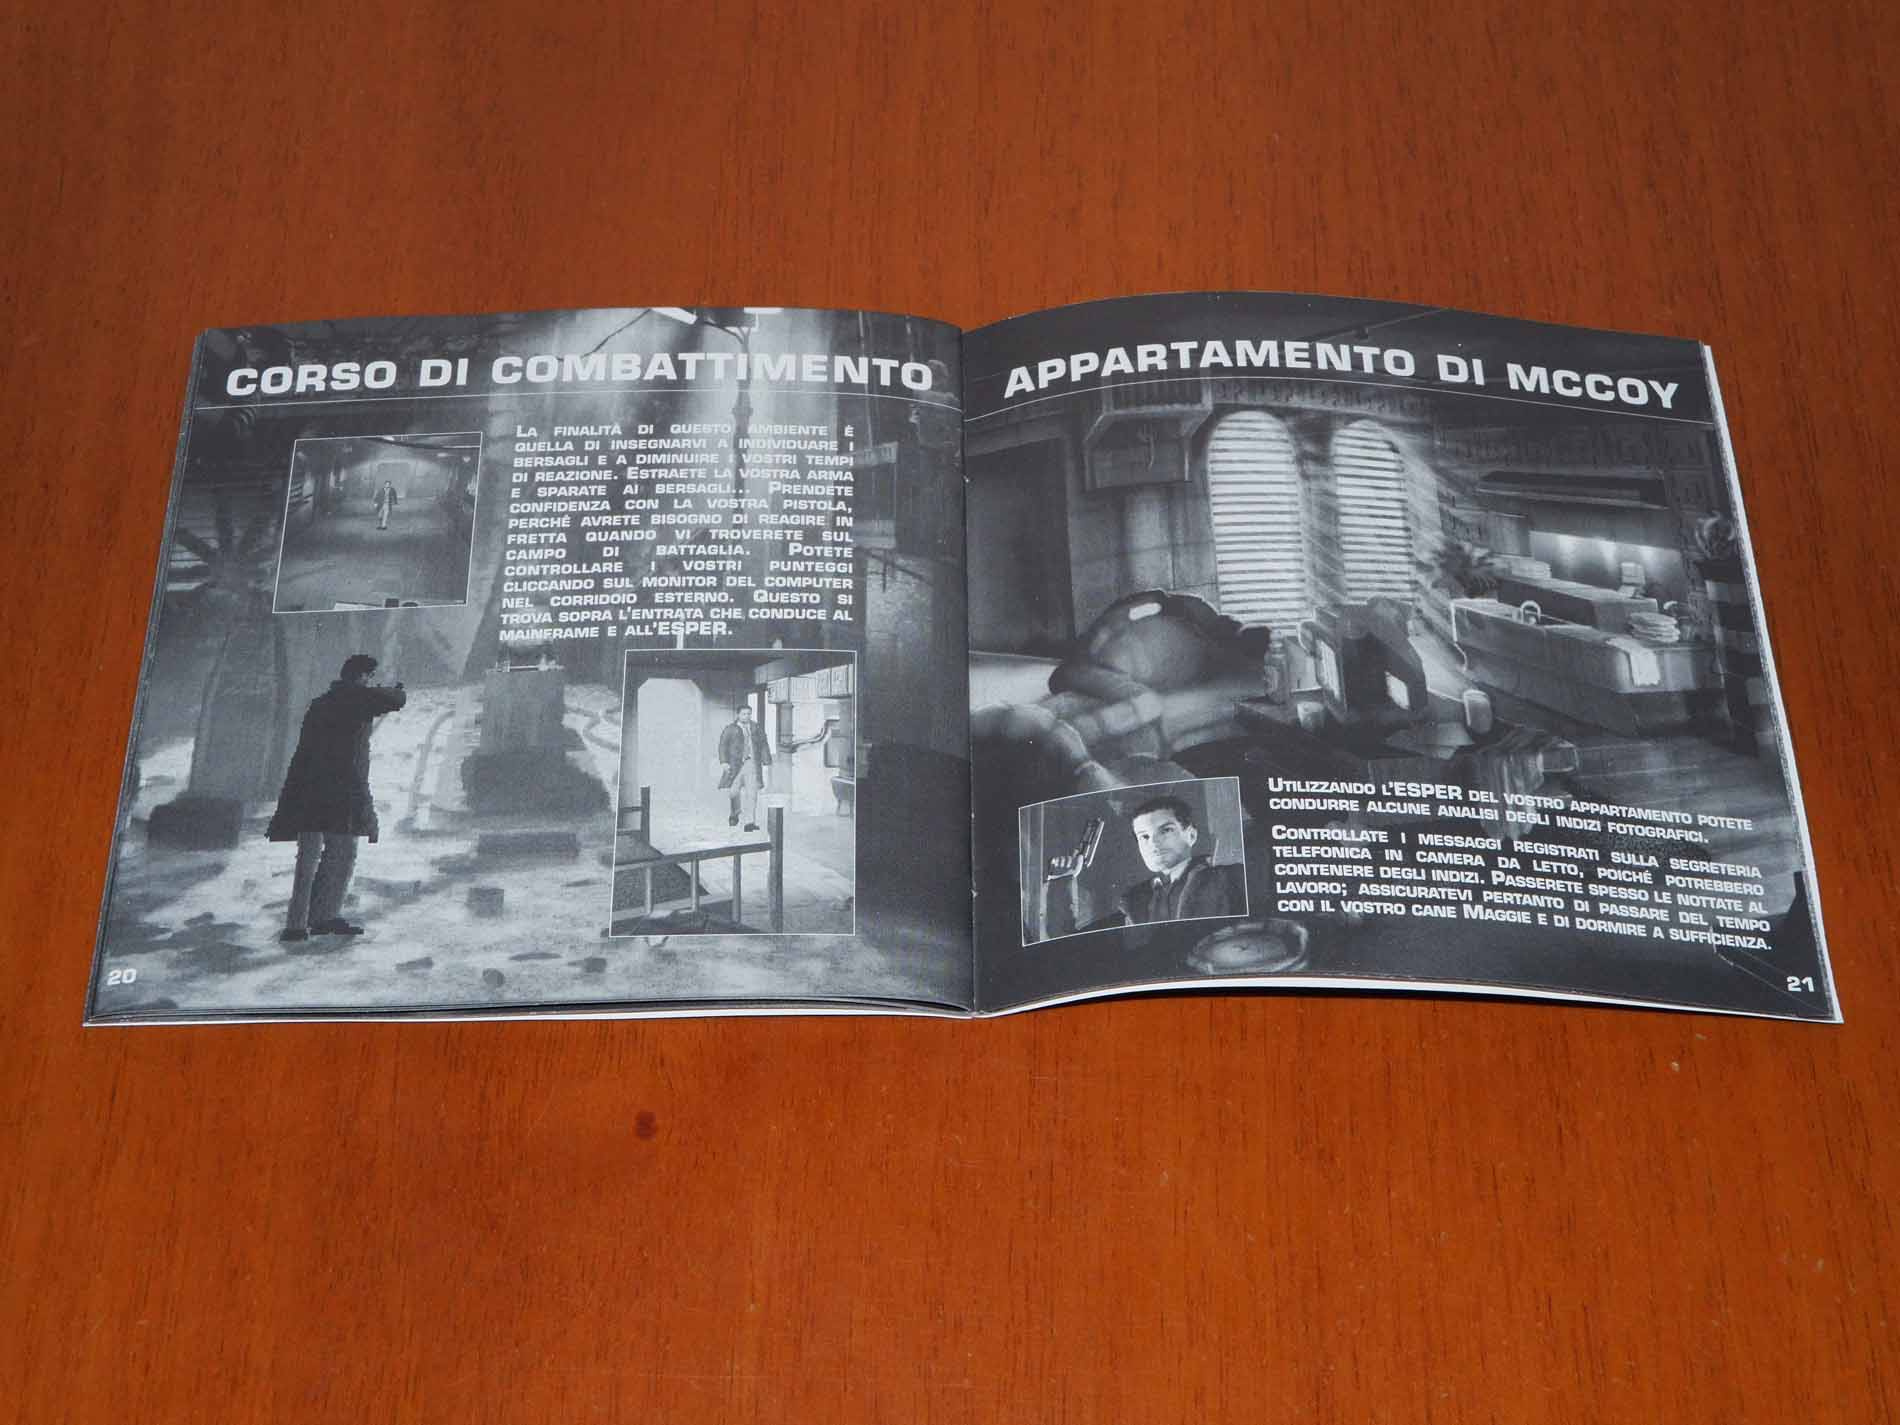 CORSO DI COMBATTIMENTO
LA FINALITÀ DI QUESTO AMBIENTE È
QUELLA DI INSEGNARVI A INDIVIDUARE I
BERSAGLI E A DIMINUIRE I VOSTRI TEMPI
DI REAZIONE. ESTRAETE LA VOSTRA ARMA
E SPARATE AI BERSAGLI... PRENDETE
CONFIDENZA CON LA VOSTRA PISTOLA,
PERCHÉ AVRETE BISOGNO DI REAGIRE IN
FRETTA QUANDO VI TROVERETE SUL
CAMPO DI BATTAGLIA. POTETE
CONTROLLARE I VOSTRI PUNTEGGI
CLICCANDO SUL MONITOR DEL COMPUTER
NEL CORRIDOIO ESTERNO. QUESTO SI
TROVA SOPRA L'ENTRATA CHE CONDUCE AL
MAINFRAME E ALL'ESPER.
20
APPARTAMENTO DI MCCOY
UTILIZZANDO L'ESPER DEL VOSTRO APPARTAMENTO POTETE
CONDURRE ALCUNE ANALISI DEGLI INDIZI FOTOGRAFICI.
CONTROLLATE I MESSAGGI REGISTRATI SULLA SEGRETERIA
TELEFONICA IN CAMERA DA LETTO, POICHÉ POTREBBERO
CONTENERE DEGLI INDIZI. PASSERETE SPESSO LE NOTTATE AL
LAVORO; ASSICURATEVI PERTANTO DI PASSARE DEL TEMPO
CON IL VOSTRO CANE MAGGIE E DI DORMIRE A SUFFICIENZA.
21